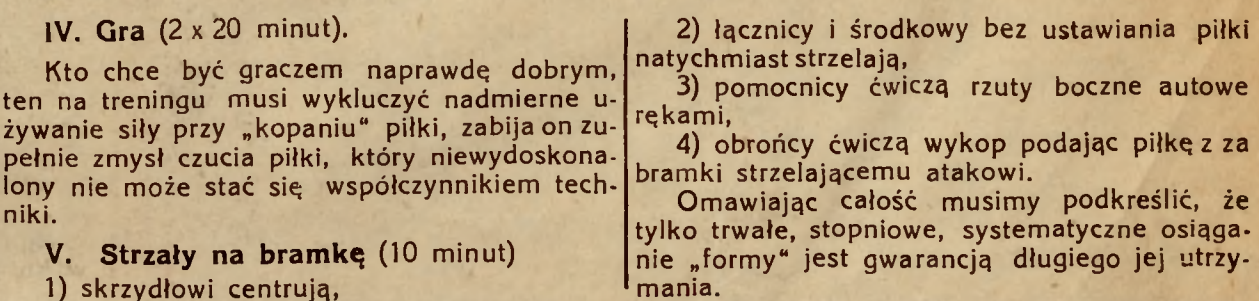 IV. Gra (2 x 20 minut).
Kto chce być graczem naprawdę dobrym,
ten na treningu musi wykluczyć nadmierne u-
żywanie siły przy „kopaniu“ piłki, zabija on zu-
pełnie zmysł czucia piłki, który niewydoskona-
lony nie może stać się współczynnikiem tech-
niki.
V. Strzały na bramkę (10 minut)
1) skrzydłowi centrują,
2) łącznicy i środkowy bez ustawiania piłki
natychmiast strzelają,
3) pomocnicy ćwiczą rzuty boczne autowe
rękami,
4) obrońcy ćwiczą wykop podając piłkę z za
bramki strzelającemu atakowi.
Omawiając całość musimy podkreślić, że
tylko trwałe, stopniowe, systematyczne osiąga-
nie „formy“ jest gwarancją długiego jej utrzy-
mania.